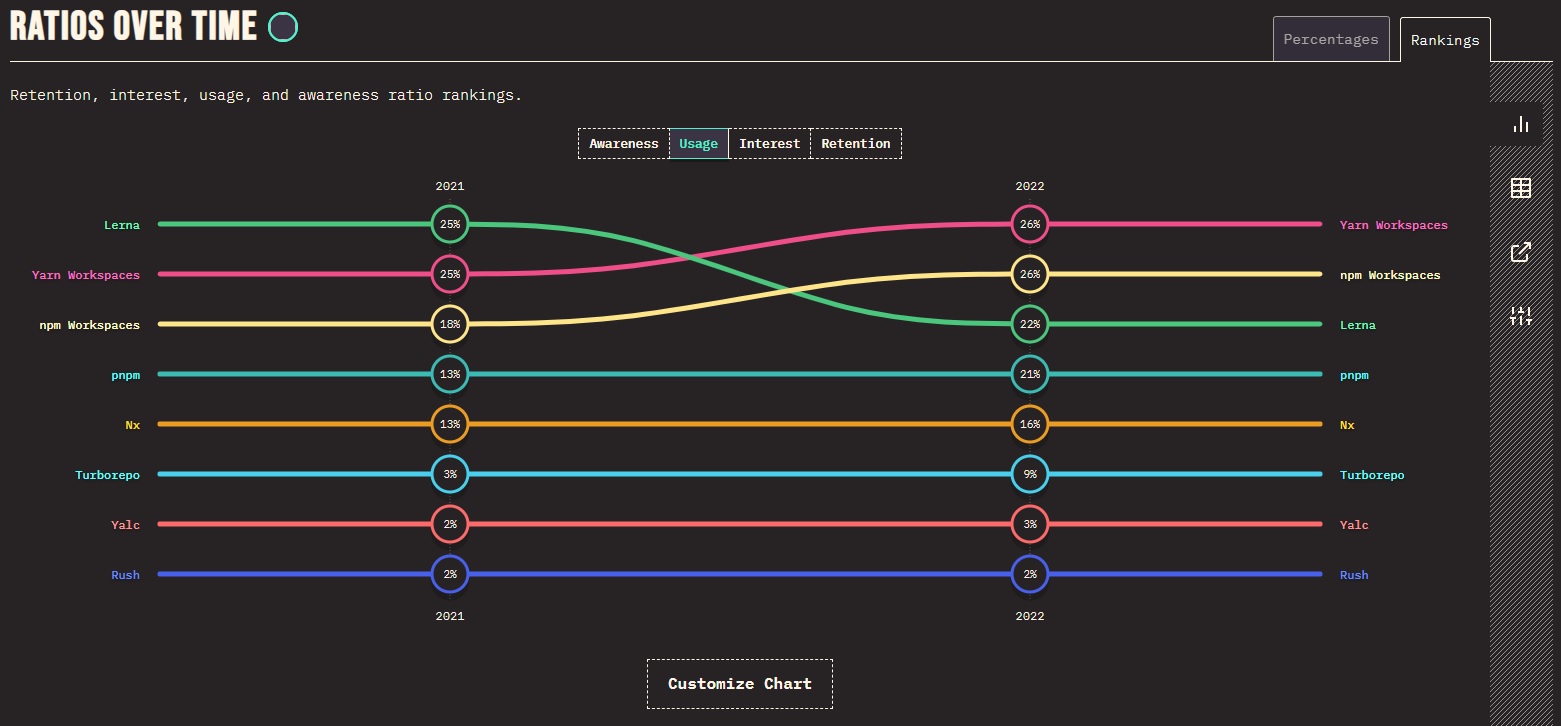 RATIOS OVER TIME
Percentages
Rankings
Retention, interest, usage, and awareness ratio rankings.
Awareness Usage Interest Retention
2021 2022
Lerna 25% 26% Yarn Workspaces
Yarn Workspaces 25% 26% npm Workspaces
npm Workspaces 18% 22% Lerna
pnpm 13% 21% pnpm
Nx 13% 16% Nx
Turborepo 3% 9% Turborepo
Yalc 2% 3% Yalc
Rush 2% 2% Rush
2021 2022
Customize Chart